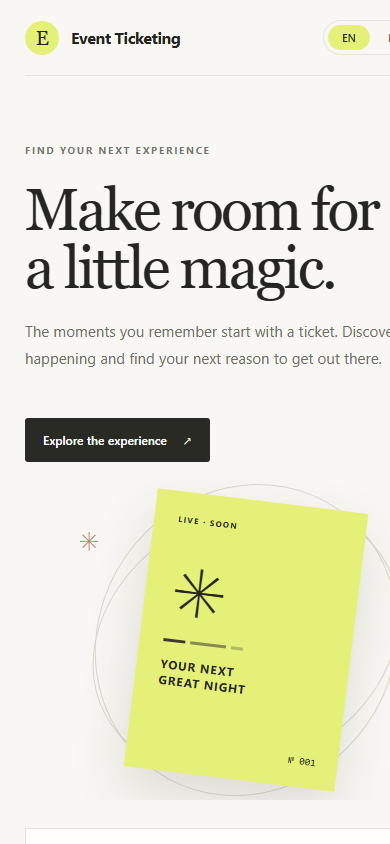 E Event Ticketing
EN
FIND YOUR NEXT EXPERIENCE
Make room for
a little magic.
The moments you remember start with a ticket. Discove
happening and find your next reason to get out there.
Explore the experience ↗
LIVE · SOON
YOUR NEXT
GREAT NIGHT
№ 001